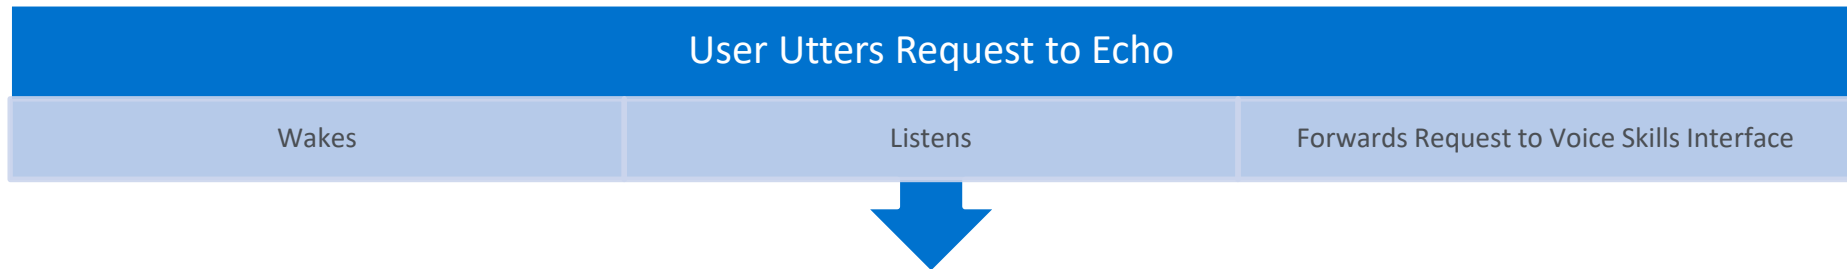 User Utters Request to Echo
Wakes
Listens
Forwards Request to Voice Skills Interface